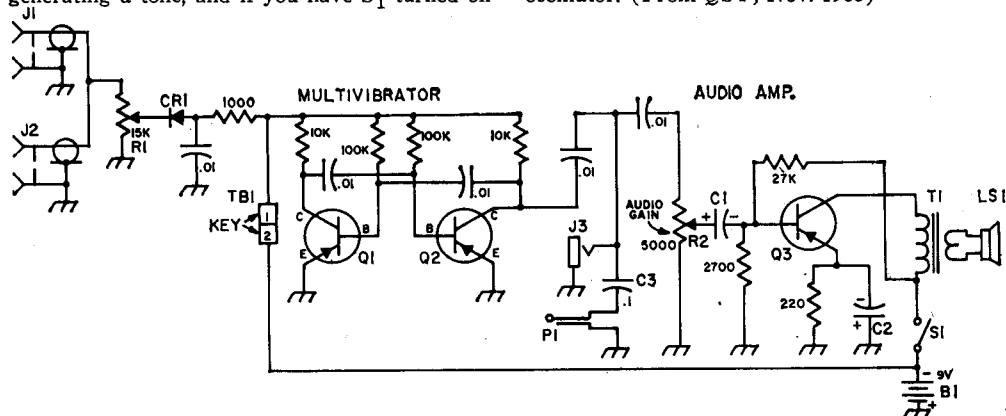 generating a tone, and if you have S1 turned on
(From QST, Nov. 1965)
J1
J2
15K
R1
CR1
1000
.01
MULTIVIBRATOR
10K
100K
100K
10K
.01
.01
TB1
KEY
1
2
C
B
E
Q1
B
C
E
Q2
.01
J3
C3
.1
P1
AUDIO AMP.
.01
AUDIO
GAIN
5000
R2
C1
+
-
2700
27K
Q3
220
-
+
C2
T1
LS1
S1
- 9V
B1
+